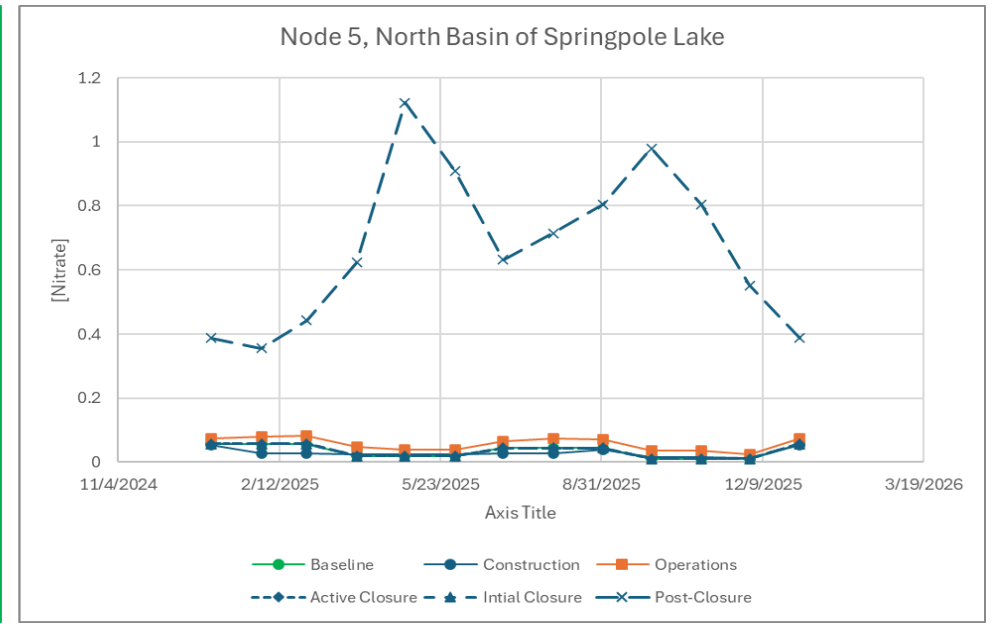 Node 5, North Basin of Springpole Lake
1.2
1
0.8
0.6
0.4
0.2
0
[Nitrate]
11/4/2024 2/12/2025 5/23/2025 8/31/2025 12/9/2025 3/19/2026
Axis Title
Baseline Construction Operations
Active Closure Intial Closure Post-Closure